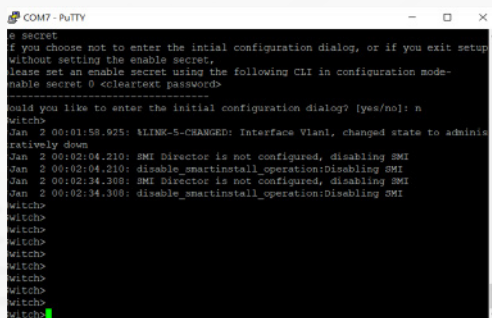 COM7 - PuTTY
e secret
f you choose not to enter the intial configuration dialog, or if you exit setup
without setting the enable secret,
lease set an enable secret using the following CLI in configuration mode-
nable secret 0 <cleartext password>
----------------------------------
ould you like to enter the initial configuration dialog? [yes/no]: n
witch>
Jan  2 00:01:58.925: %LINK-5-CHANGED: Interface Vlan1, changed state to adminis
ratively down
Jan  2 00:02:04.210: SMI Director is not configured, disabling SMI
Jan  2 00:02:04.210: disable_smartinstall_operation:Disabling SMI
Jan  2 00:02:34.308: SMI Director is not configured, disabling SMI
Jan  2 00:02:34.308: disable_smartinstall_operation:Disabling SMI
witch>
witch>
witch>
witch>
witch>
witch>
witch>
witch>
witch>
witch>